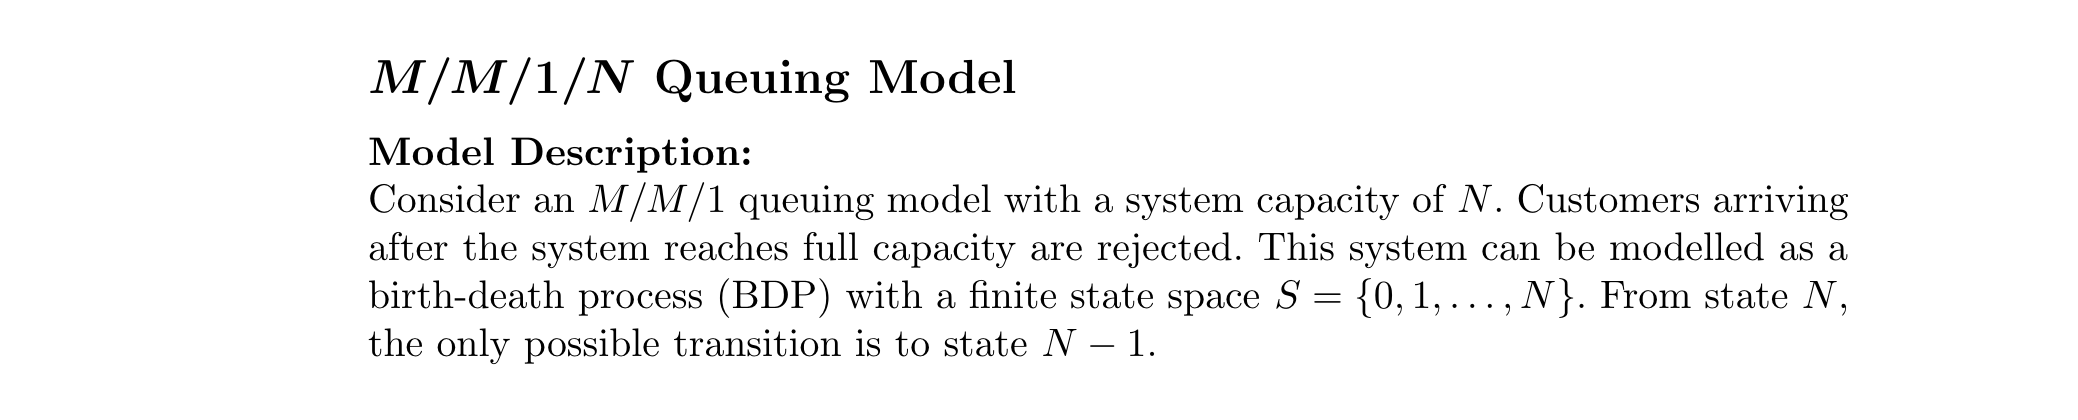 M/M/1/N Queuing Model
Model Description:
Consider an M/M/1 queuing model with a system capacity of N. Customers arriving
after the system reaches full capacity are rejected. This system can be modelled as a
birth-death process (BDP) with a finite state space S = {0, 1, . . . , N}. From state N,
the only possible transition is to state N − 1.